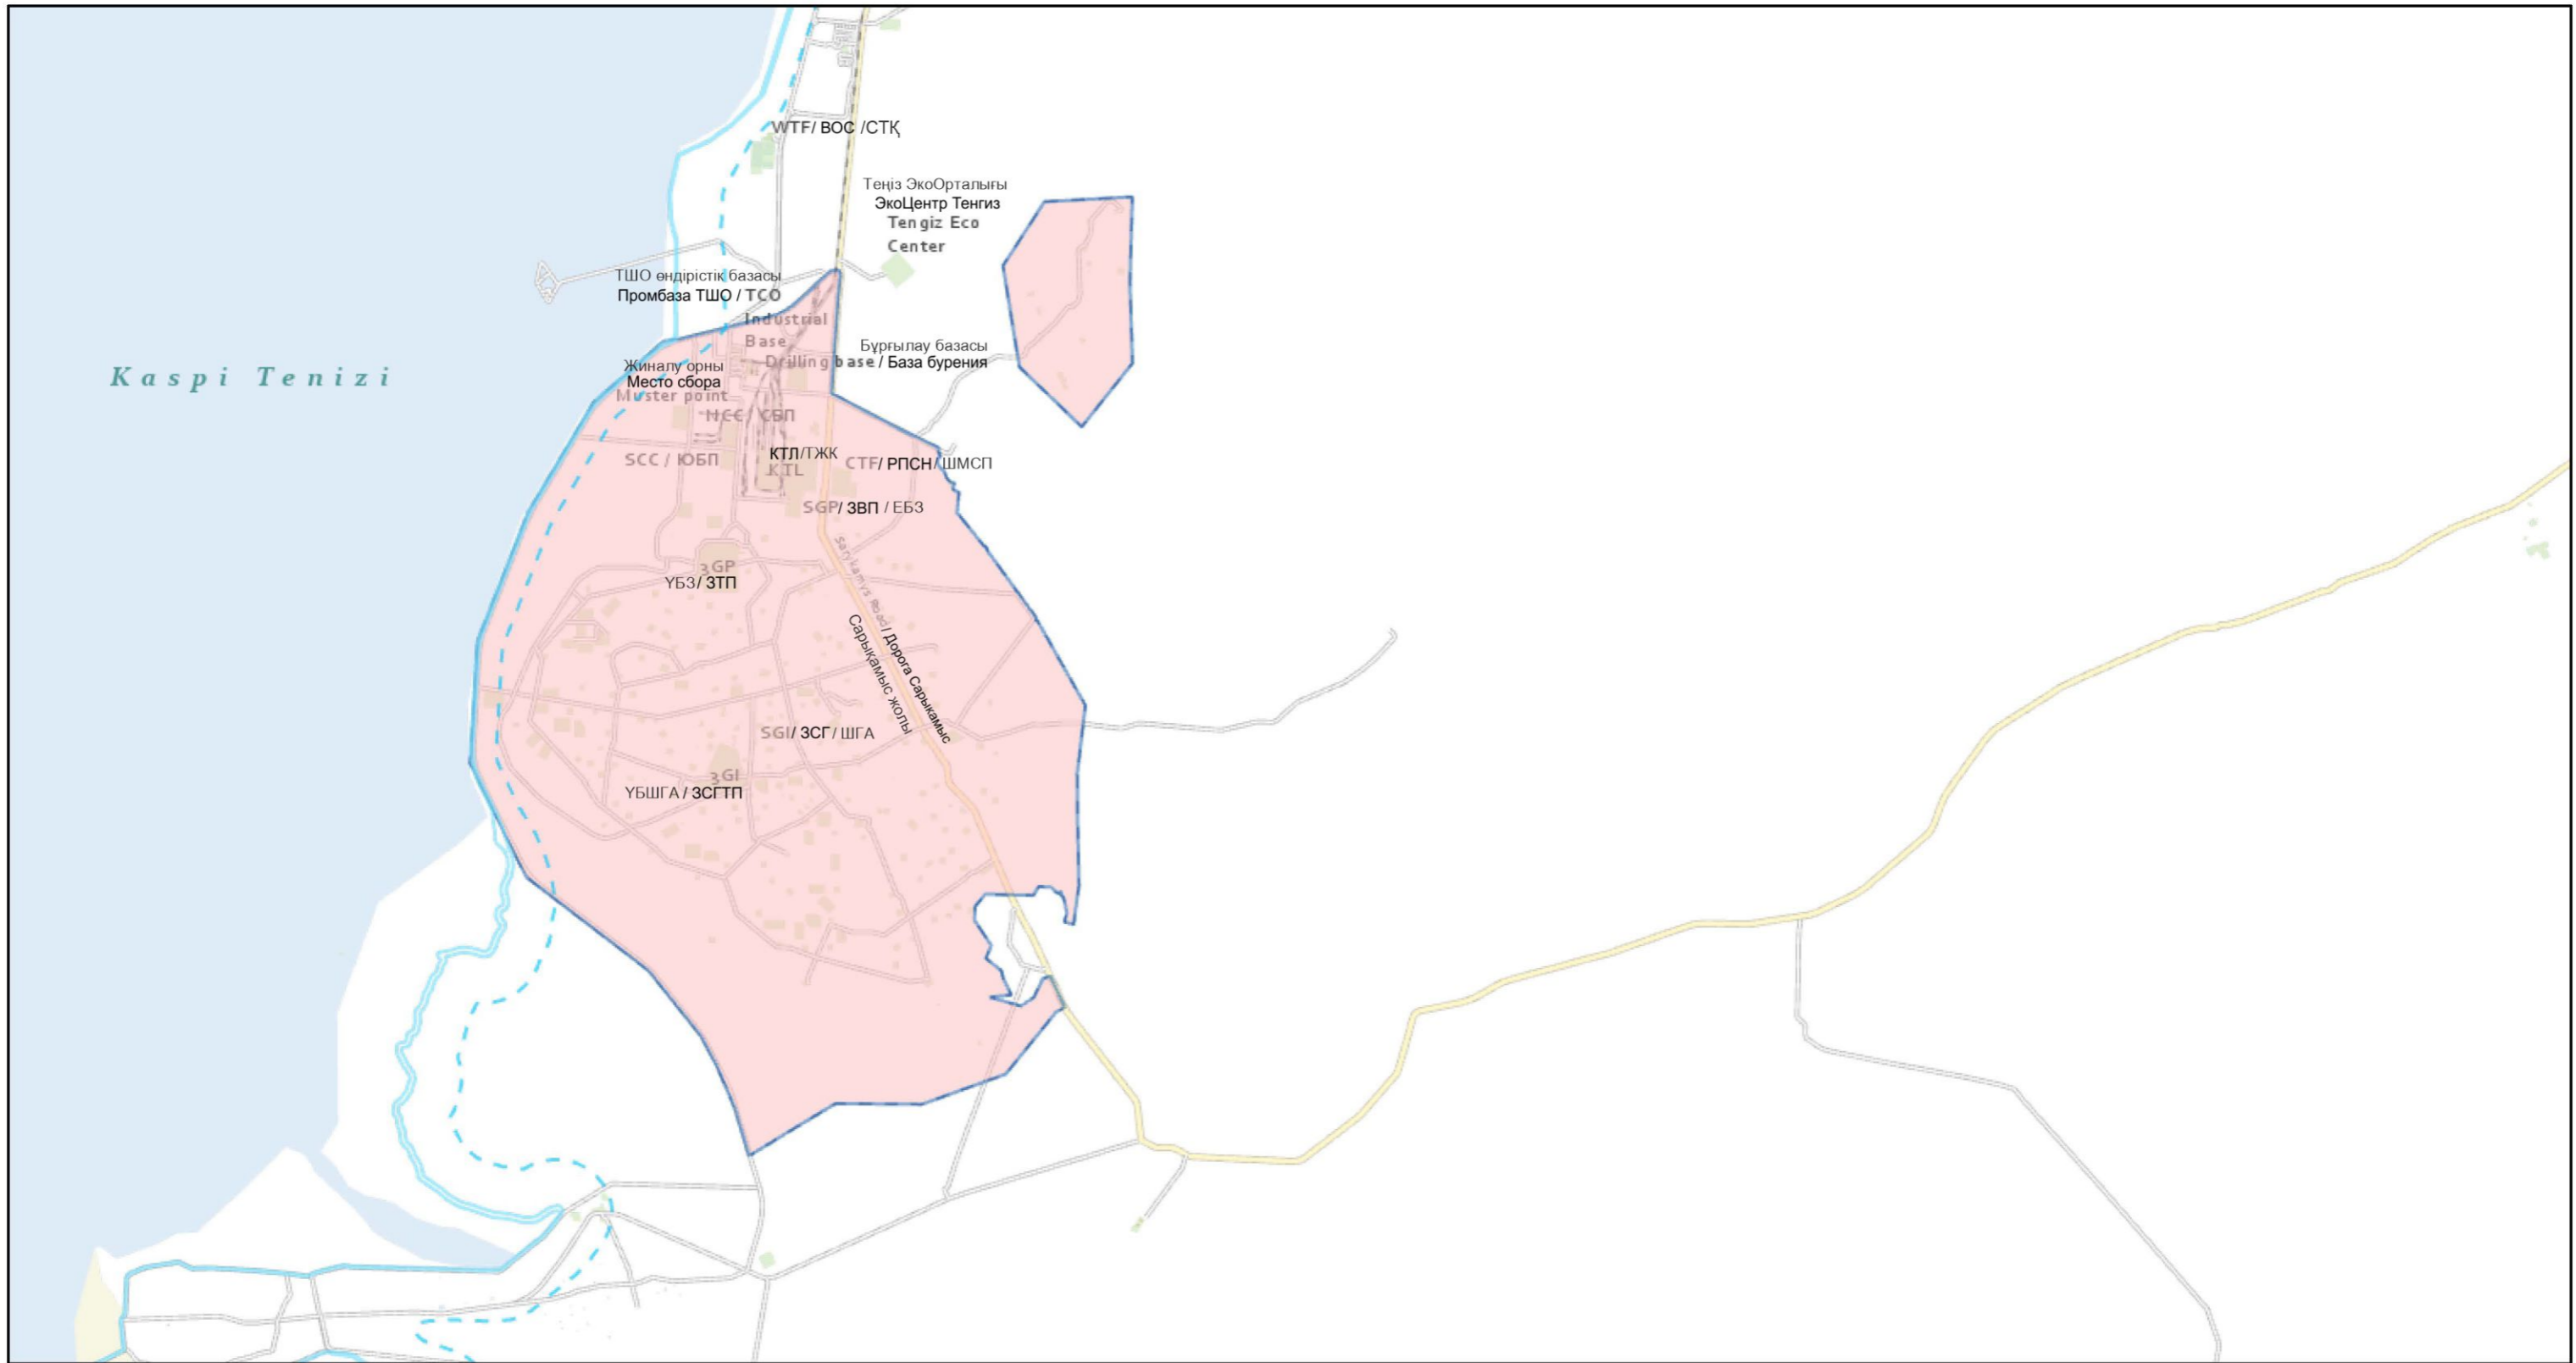 WTF/ ВОС /СТҚ
Теңіз ЭкоОрталығы
ЭкоЦентр Тенгиз
Tengiz Eco
Center
ТШО өндірістік базасы
Промбаза ТШО / TCO
Industrial
Base
Бұрғылау базасы
Drilling base / База бурения
Kaspi Tenizi
Жиналу орны
Место сбора
Muster point
NCC / СБП
SCC / ЮБП
КТЛ/ТЖК
KTL
CTF/ РПСН/ШМСП
SGP/ ЗВП / ЕБЗ
3GP
ҮБЗ/ ЗТП
Sarykamys Road/ Дорога Сарыкамыс
Сарықамыс жолы
SGI/ ЗСГ/ ШГА
3GI
ҮБШГА / ЗСГТП